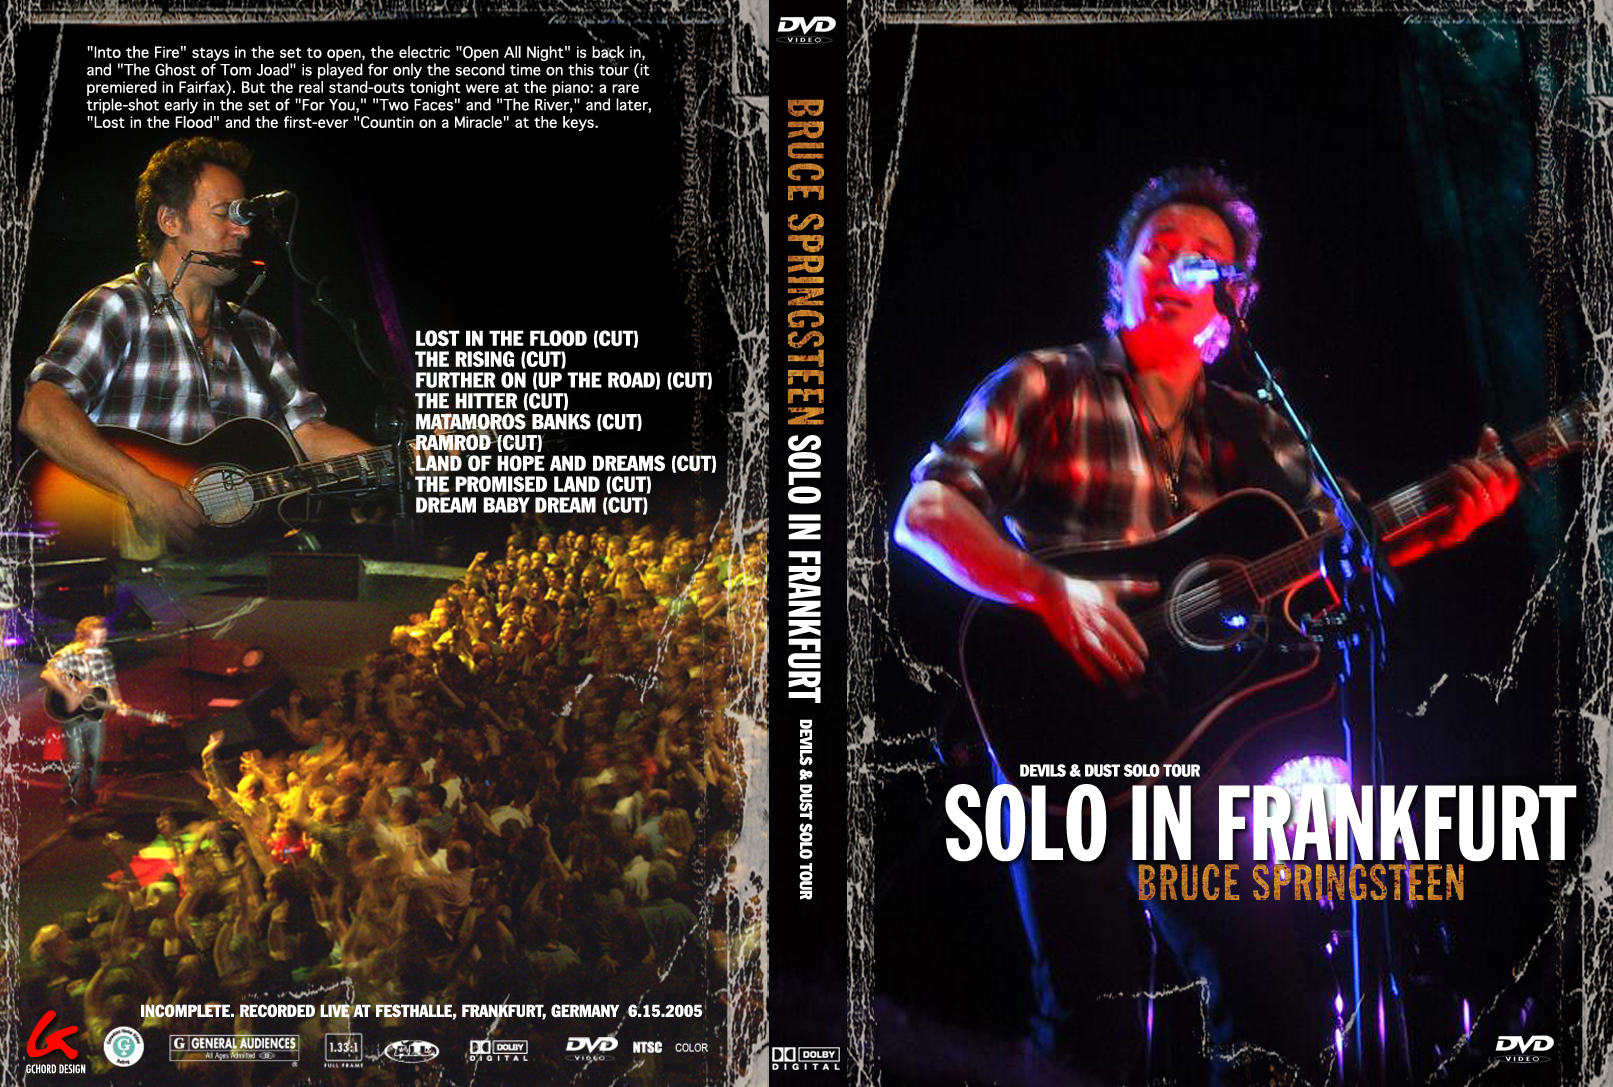 "Into the Fire" stays in the set to open, the electric "Open All Night" is back in,
and "The Ghost of Tom Joad" is played for only the second time on this tour (it
premiered in Fairfax). But the real stand-outs tonight were at the piano: a rare
triple-shot early in the set of "For You," "Two Faces" and "The River," and later,
"Lost in the Flood" and the first-ever "Countin on a Miracle" at the keys.
LOST IN THE FLOOD (CUT)
THE RISING (CUT)
FURTHER ON (UP THE ROAD) (CUT)
THE HITTER (CUT)
MATAMOROS BANKS (CUT)
RAMROD (CUT)
LAND OF HOPE AND DREAMS (CUT)
THE PROMISED LAND (CUT)
DREAM BABY DREAM (CUT)
INCOMPLETE. RECORDED LIVE AT FESTHALLE, FRANKFURT, GERMANY 6.15.2005
GCHORD DESIGN
G
G GENERAL AUDIENCES
All Ages Admitted
1.33:1
FULL FRAME
ALL
DOLBY
DIGITAL
DVD
VIDEO
NTSC
COLOR
DVD
VIDEO
BRUCE SPRINGSTEEN SOLO IN FRANKFURT DEVILS & DUST SOLO TOUR
DOLBY
DIGITAL
DEVILS & DUST SOLO TOUR
SOLO IN FRANKFURT
BRUCE SPRINGSTEEN
DVD
VIDEO